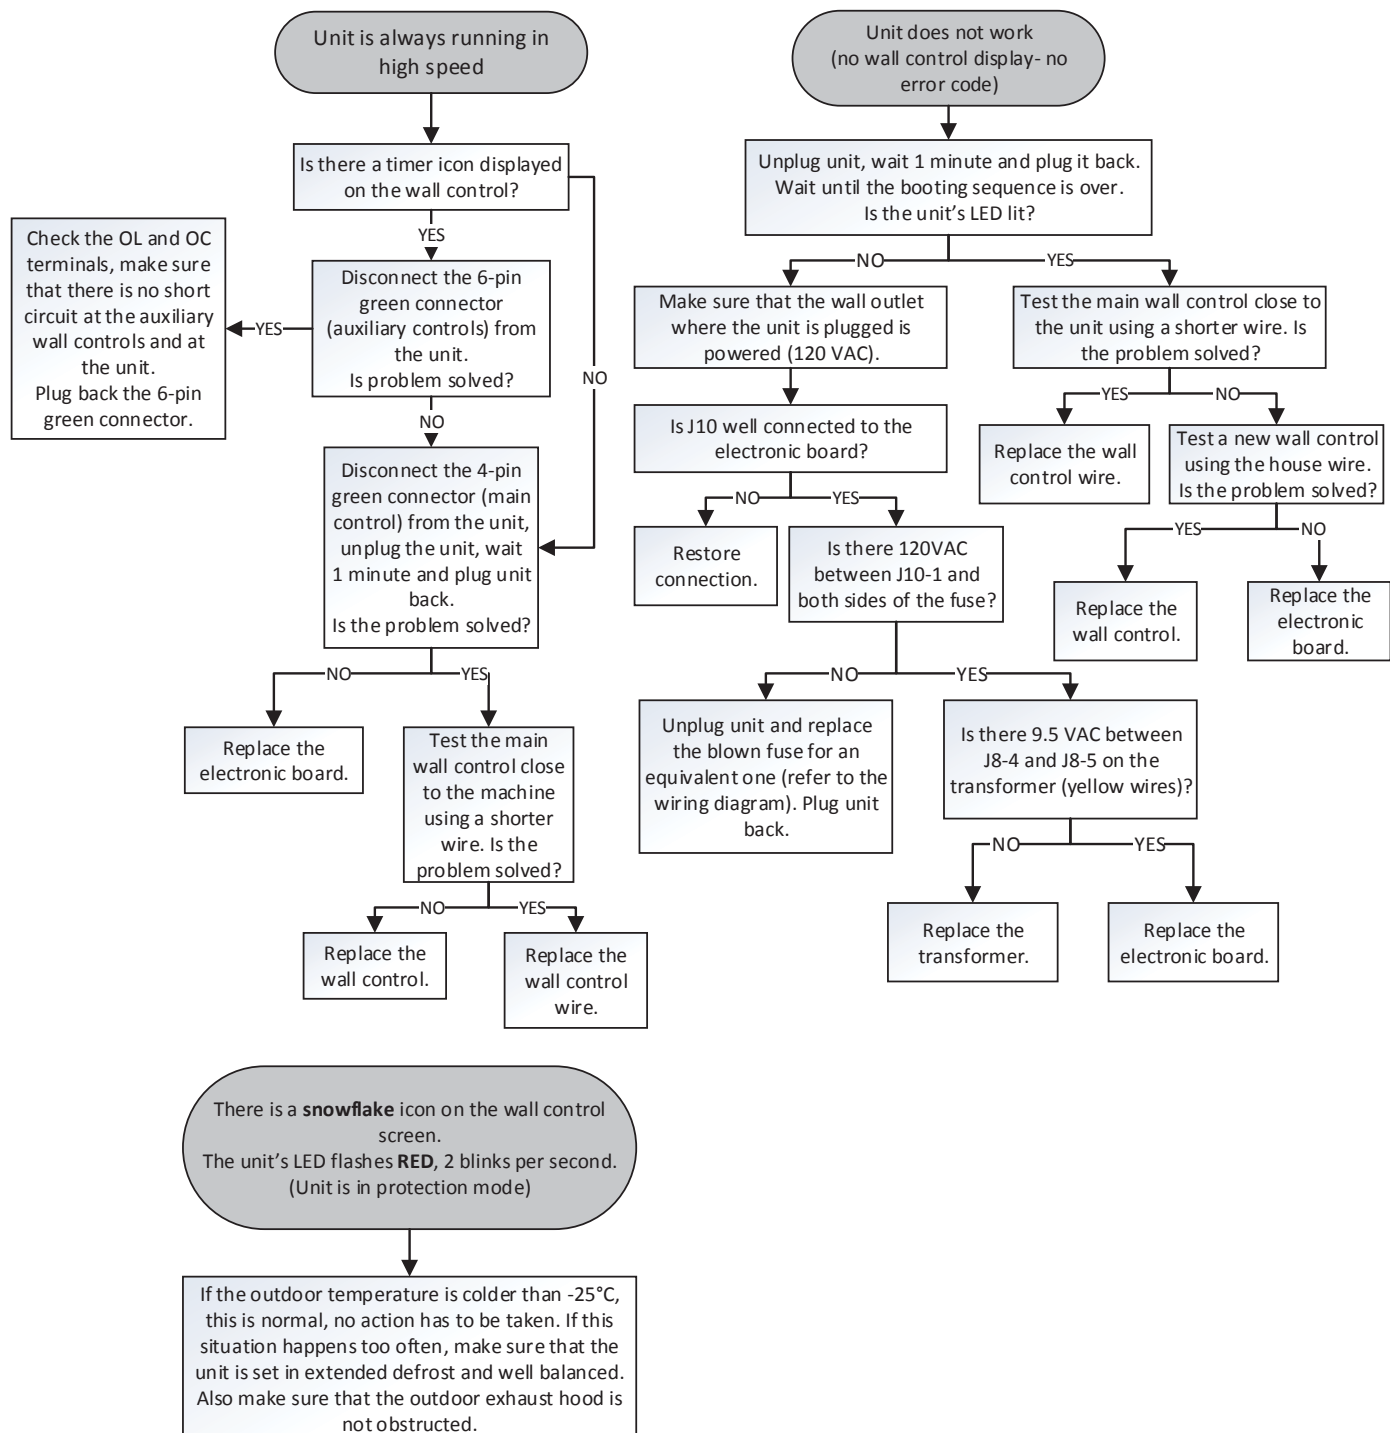 Unit is always running in
high speed
Is there a timer icon displayed
on the wall control?
YES
NO
Disconnect the 6-pin
green connector
(auxiliary controls) from
the unit.
Is problem solved?
YES
Check the OL and OC
terminals, make sure
that there is no short
circuit at the auxiliary
wall controls and at
the unit.
Plug back the 6-pin
green connector.
NO
Disconnect the 4-pin
green connector (main
control) from the unit,
unplug the unit, wait
1 minute and plug unit
back.
Is the problem solved?
NO
YES
Replace the
electronic board.
Test the main
wall control close
to the machine
using a shorter
wire. Is the
problem solved?
NO
YES
Replace the
wall control.
Replace the
wall control
wire.
Unit does not work
(no wall control display- no
error code)
Unplug unit, wait 1 minute and plug it back.
Wait until the booting sequence is over.
Is the unit’s LED lit?
NO
YES
Make sure that the wall outlet
where the unit is plugged is
powered (120 VAC).
Test the main wall control close to
the unit using a shorter wire. Is
the problem solved?
YES
NO
Is J10 well connected to the
electronic board?
Replace the wall
control wire.
Test a new wall control
using the house wire.
Is the problem solved?
NO
YES
YES
NO
Restore
connection.
Is there 120VAC
between J10-1 and
both sides of the fuse?
Replace the
wall control.
Replace the
electronic
board.
NO
YES
Unplug unit and replace
the blown fuse for an
equivalent one (refer to the
wiring diagram). Plug unit
back.
Is there 9.5 VAC between
J8-4 and J8-5 on the
transformer (yellow wires)?
NO
YES
Replace the
transformer.
Replace the
electronic board.
There is a snowflake icon on the wall control
screen.
The unit’s LED flashes RED, 2 blinks per second.
(Unit is in protection mode)
If the outdoor temperature is colder than -25°C,
this is normal, no action has to be taken. If this
situation happens too often, make sure that the
unit is set in extended defrost and well balanced.
Also make sure that the outdoor exhaust hood is
not obstructed.